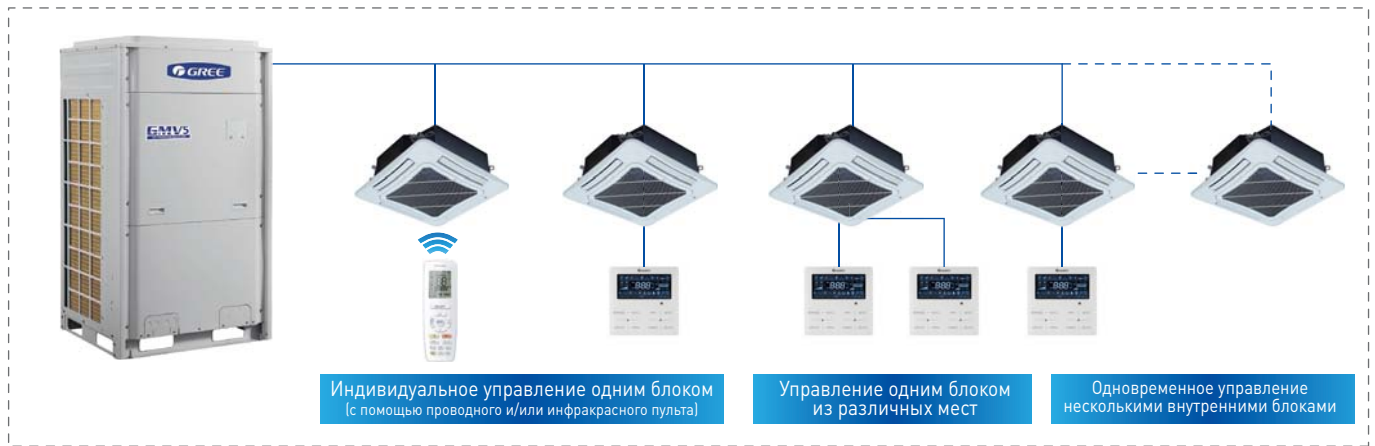 GREE
GMV5
Индивидуальное управление одним блоком
(с помощью проводного и/или инфракрасного пульта)
Управление одним блоком
из различных мест
Одновременное управление
несколькими внутренними блоками